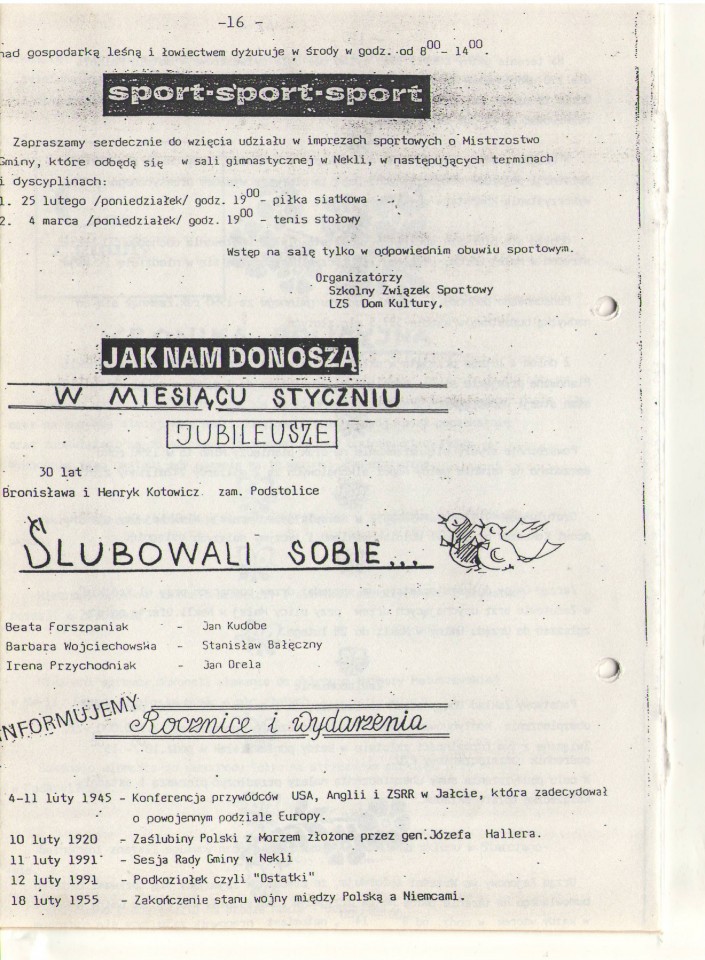 -16 -
nad gospodarką leśną i łowiectwem dyżuruje w środy w godz. od 8⁰⁰- 14⁰⁰.
sport-sport-sport
Zapraszamy serdecznie do wzięcia udziału w imprezach sportowych o Mistrzostwo
Gminy, które odbędą się w sali gimnastycznej w Nekli, w następujących terminach
i dyscyplinach:
1. 25 lutego /poniedziałek/ godz. 19⁰⁰- piłka siatkowa
2. 4 marca /poniedziałek/ godz. 19⁰⁰ - tenis stołowy
Wstęp na salę tylko w odpowiednim obuwiu sportowym.
Organizatórzy
Szkolny Związek Sportowy
LZS Dom Kultury.
JAK NAM DONOSZĄ
W MIESIĄCU STYCZNIU
JUBILEUSZE
30 lat
Bronisława i Henryk Kotowicz zam. Podstolice
ŚLUBOWALI SOBIE...
Beata Forszpaniak - Jan Kudobe
Barbara Wojciechowska - Stanisław Bałęczny
Irena Przychodniak - Jan Orela
INFORMUJEMY
Rocznice i wydarzenia
4-11 luty 1945 - Konferencja przywódców USA, Anglii i ZSRR w Jałcie, która zadecydował
o powojennym podziale Europy.
10 luty 1920 - Zaślubiny Polski z Morzem złożone przez gen.Józefa Hallera.
11 luty 1991 - Sesja Rady Gminy w Nekli
12 luty 1991 - Podkoziołek czyli "Ostatki"
18 luty 1955 - Zakończenie stanu wojny między Polską a Niemcami.